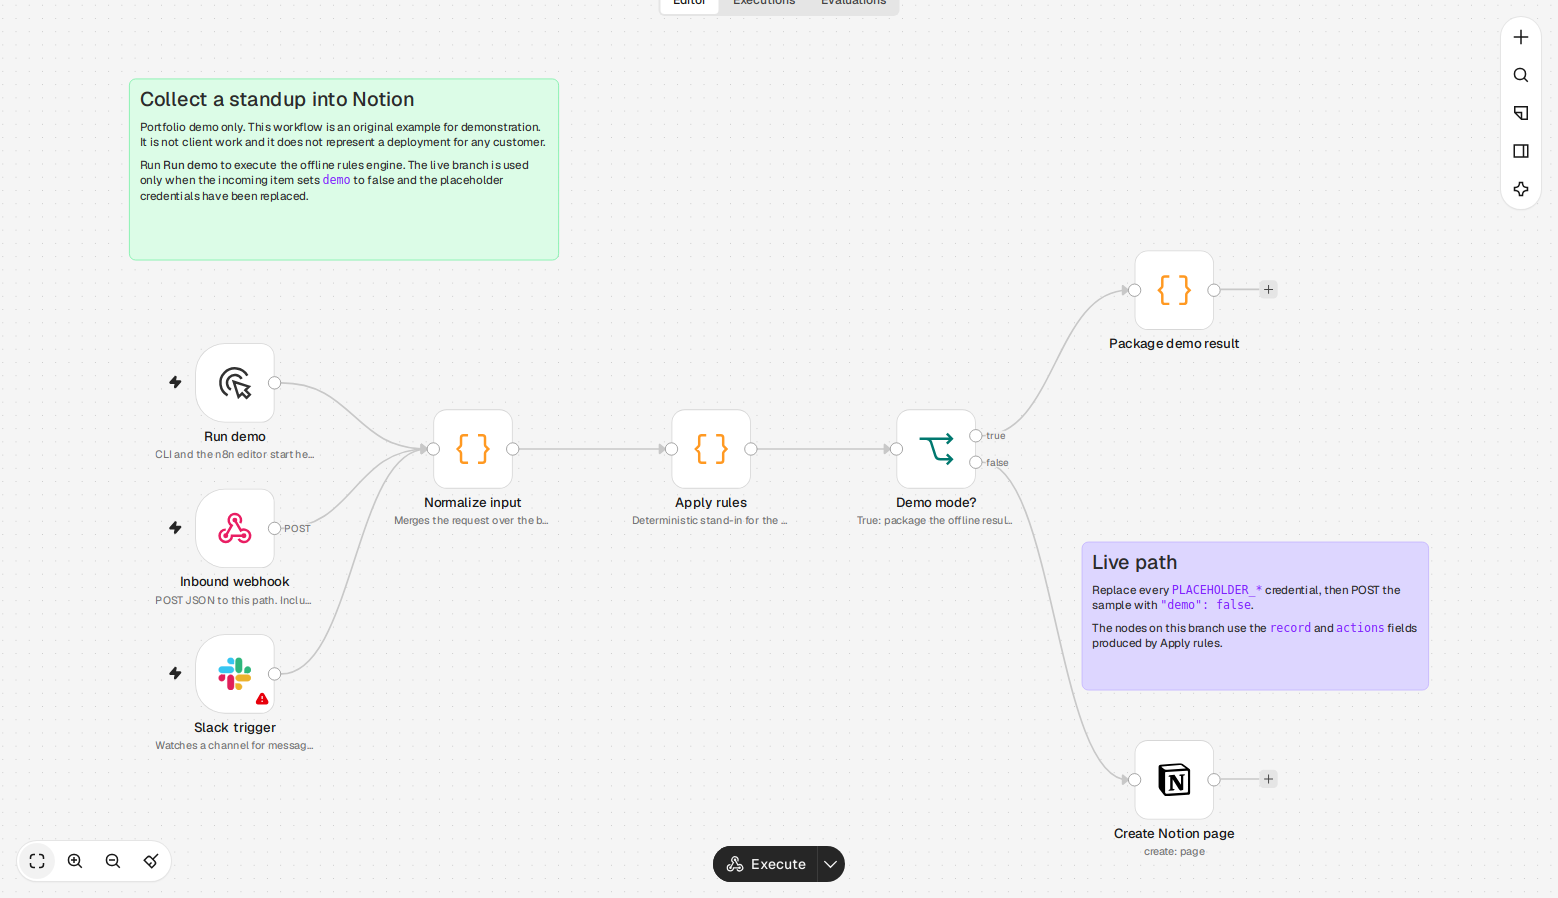 Editor
Executions
Evaluations
Collect a standup into Notion
Portfolio demo only. This workflow is an original example for demonstration.
It is not client work and it does not represent a deployment for any customer.
Run Run demo to execute the offline rules engine. The live branch is used
only when the incoming item sets demo to false and the placeholder
credentials have been replaced.
Package demo result
Run demo
CLI and the n8n editor start he...
true
false
Normalize input
Merges the request over the b...
Apply rules
Deterministic stand-in for the ...
Demo mode?
True: package the offline resul...
POST
Inbound webhook
POST JSON to this path. Inclu...
Live path
Replace every PLACEHOLDER_* credential, then POST the
sample with "demo": false.
The nodes on this branch use the record and actions fields
produced by Apply rules.
Slack trigger
Watches a channel for messag...
N
Create Notion page
create: page
Execute